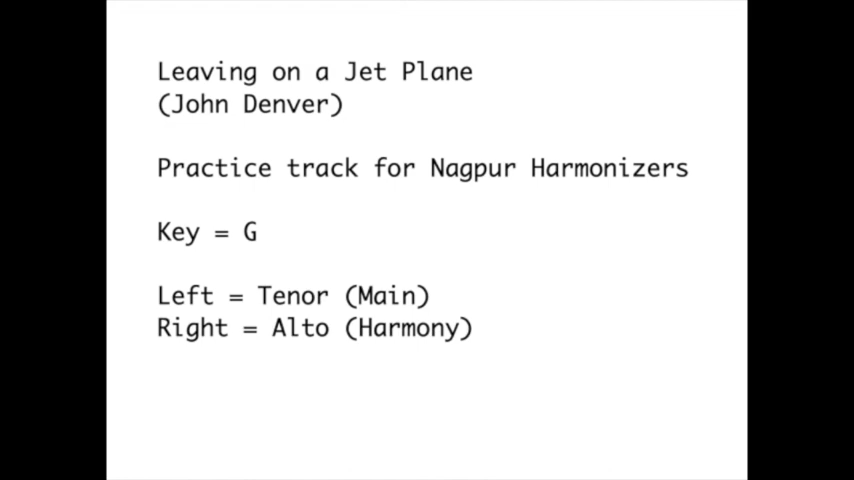 Leaving on a Jet Plane
(John Denver)
Practice track for Nagpur Harmonizers
Key = G
Left = Tenor (Main)
Right = Alto (Harmony)